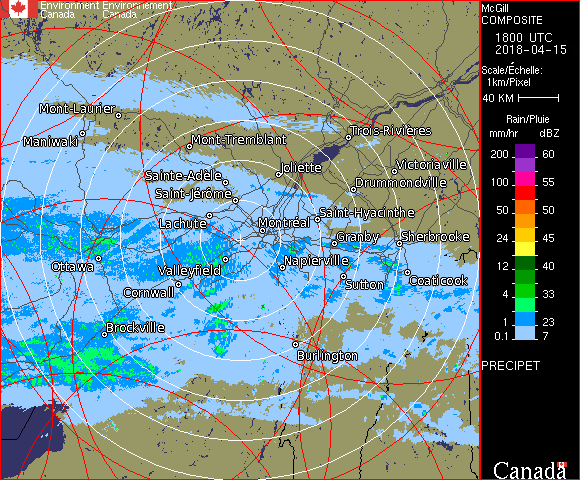 Environment Environnement
Canada Canada
McGill
COMPOSITE
1800 UTC
2018-04-15
Scale/Échelle:
1km/Pixel
40 KM
Rain/Pluie
mm/hr dBZ
200 60
100 55
50 50
24 45
12 40
4 33
1 23
0.1 7
PRECIPET
Canada
Mont-Laurier
Maniwaki
Mont-Tremblant
Trois-Rivières
Joliette
Victoriaville
Sainte-Adèle
Drummondville
Saint-Jérôme
Lachute
Montréal
Saint-Hyacinthe
Granby
Sherbrooke
Ottawa
Valleyfield
Napierville
Cornwall
Sutton
Coaticook
Brockville
Burlington